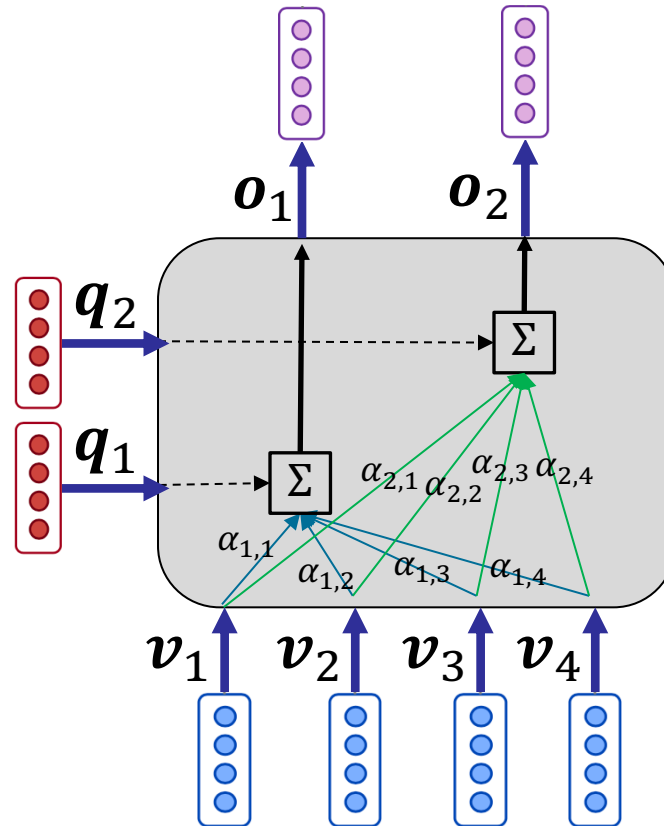 o₁ o₂
q₂
Σ
q₁
Σ
α₂,₁ α₂,₂ α₂,₃ α₂,₄
α₁,₁ α₁,₂ α₁,₃ α₁,₄
v₁ v₂ v₃ v₄